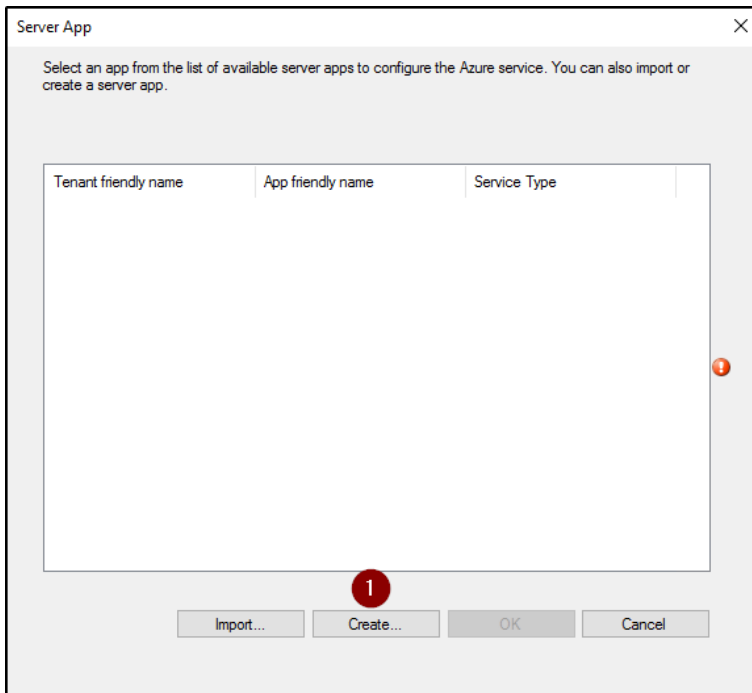 Server App
Select an app from the list of available server apps to configure the Azure service. You can also import or
create a server app.
Tenant friendly name App friendly name Service Type
1
Import... Create... OK Cancel